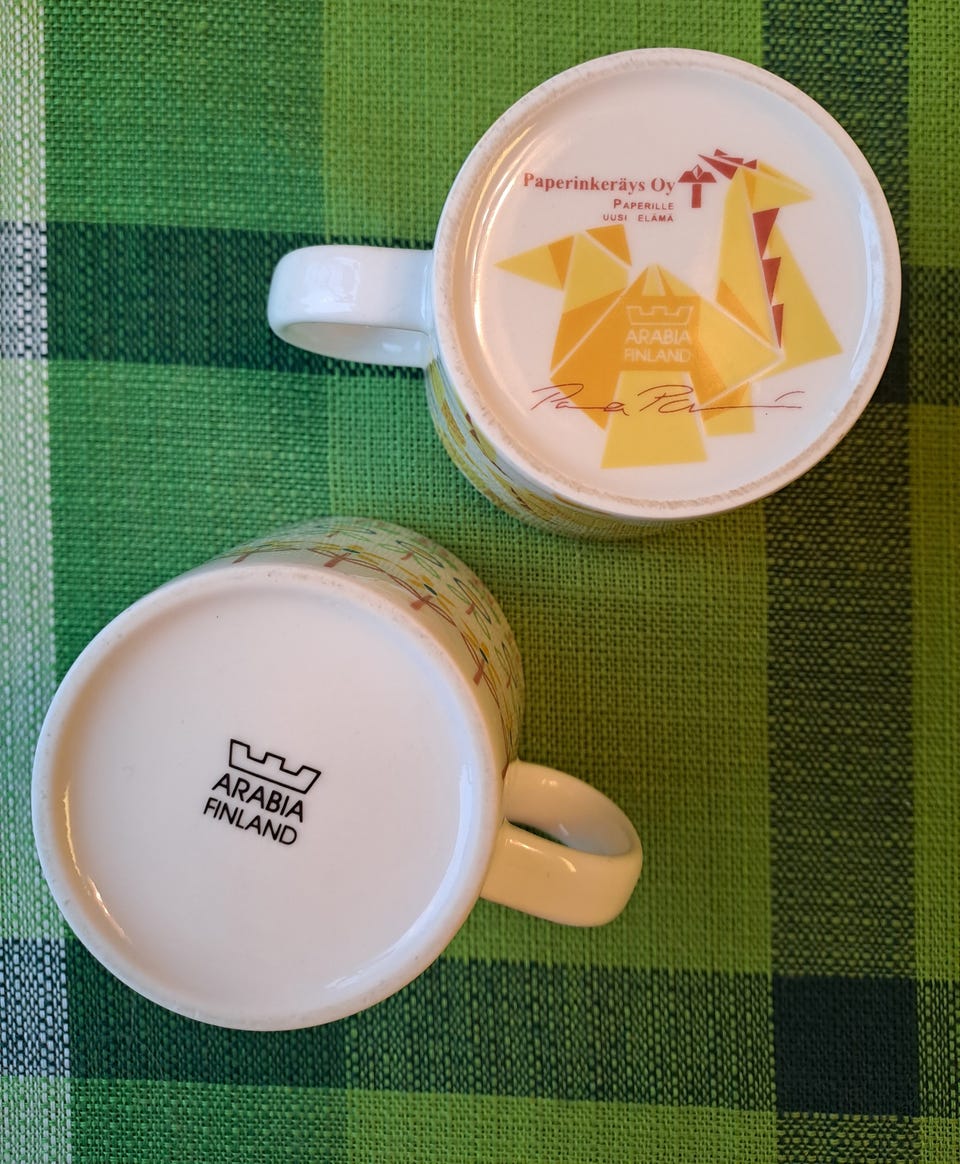 Paperinkeräys Oy
PAPERILLE
UUSI ELÄMÄ
ARABIA
FINLAND
ARABIA
FINLAND